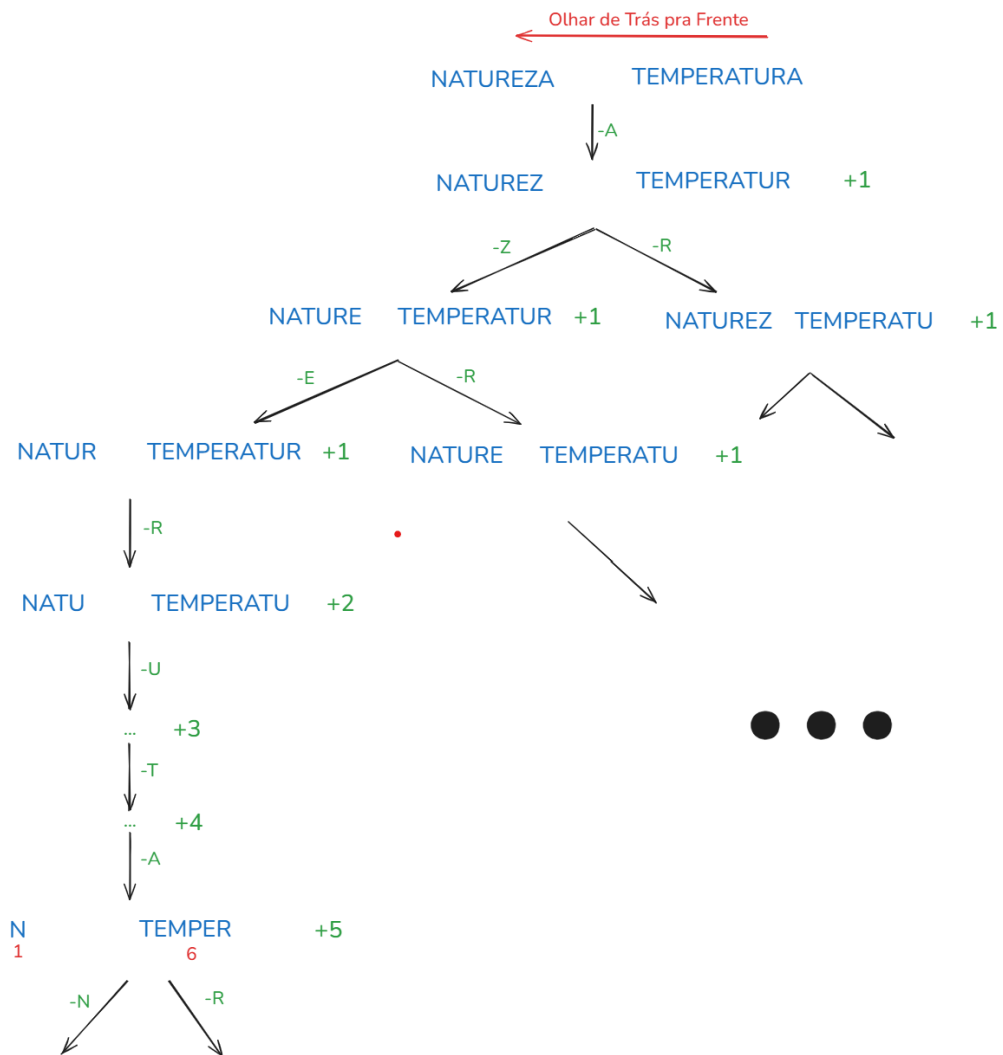 Olhar de Trás pra Frente
NATUREZA TEMPERATURA
-A
NATUREZ TEMPERATUR +1
-Z -R
NATURE TEMPERATUR +1 NATUREZ TEMPERATU +1
-E -R
NATUR TEMPERATUR +1 NATURE TEMPERATU +1
-R
NATU TEMPERATU +2
-U
... +3
-T
... +4
-A
N TEMPER +5
1 6
-N -R